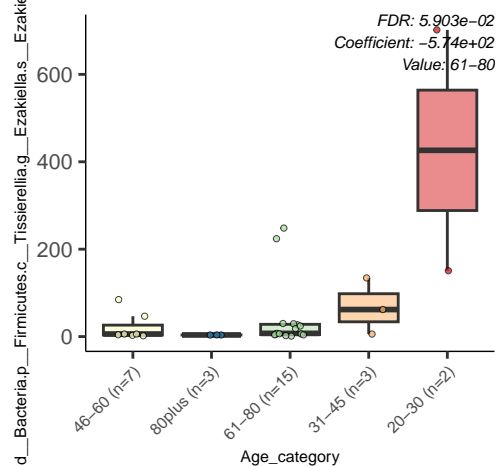 FDR: 5.903e−02
Coefficient: −5.74e+02
Value: 61−80
d__Bacteria.p__Firmicutes.c__Tissierellia.g__Ezakiella.s__Ezakiella
600
400
200
0
46−60 (n=7)
80plus (n=3)
61−80 (n=15)
31−45 (n=3)
20−30 (n=2)
Age_category